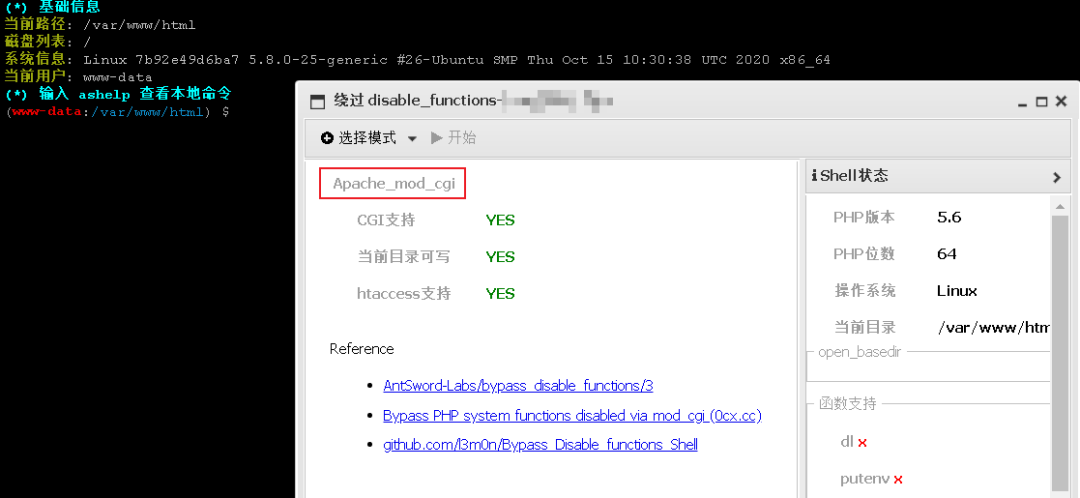 (*) 基础信息
当前路径: /var/www/html
磁盘列表: /
系统信息: Linux 7b92e49d6ba7 5.8.0-25-generic #26-Ubuntu SMP Thu Oct 15 10:30:38 UTC 2020 x86_64
当前用户: www-data
(*) 输入 ashelp 查看本地命令
(www-data:/var/www/html) $
绕过 disable_functions-
选择模式 开始
Apache_mod_cgi
CGI支持 YES
当前目录可写 YES
htaccess支持 YES
Reference
AntSword-Labs/bypass_disable_functions/3
Bypass PHP system functions disabled via mod_cgi (0cx.cc)
github.com/l3m0n/Bypass_Disable_functions_Shell
Shell状态
PHP版本 5.6
PHP位数 64
操作系统 Linux
当前目录 /var/www/htm
open_basedir
函数支持
dl x
putenv x